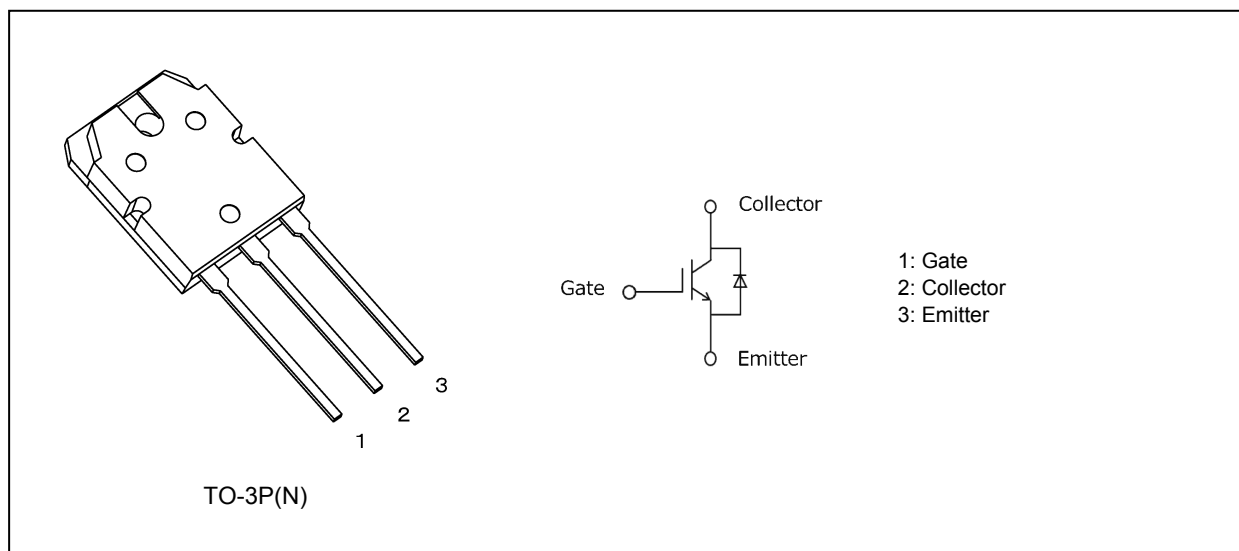 Collector
Gate
Emitter
1: Gate
2: Collector
3: Emitter
3
2
1
TO-3P(N)